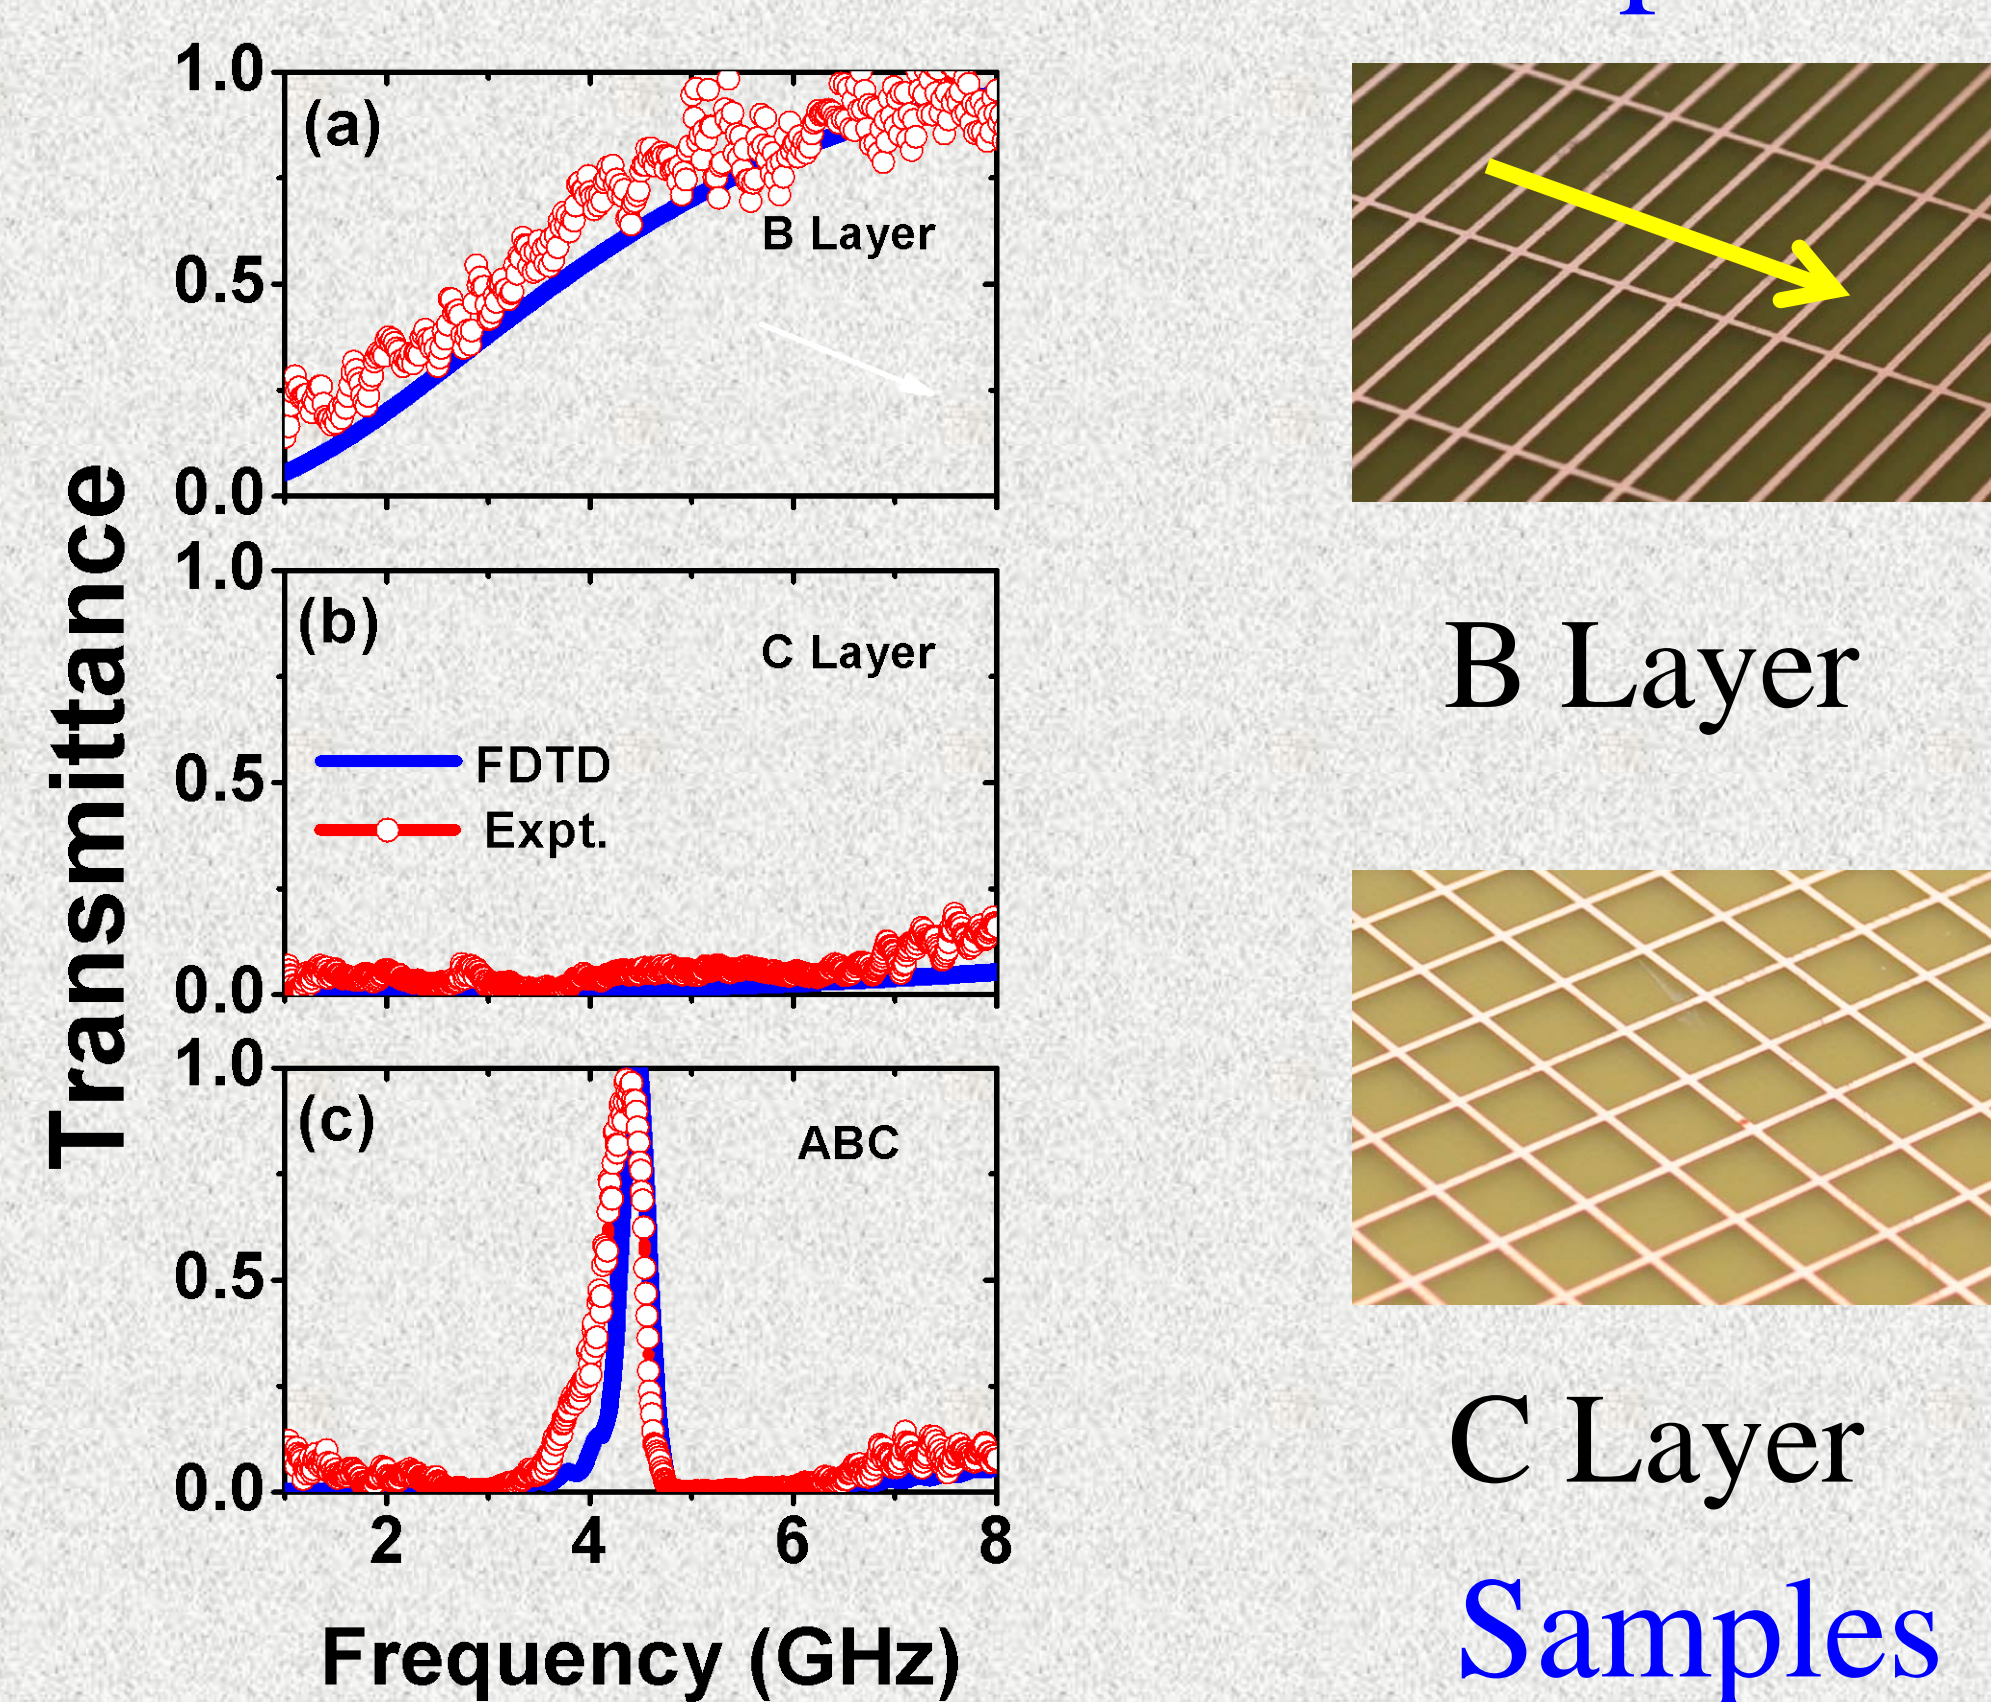 1.0
(a)
0.5
B Layer
0.0
1.0
(b)
C Layer
0.5
FDTD
Expt.
0.0
1.0
(c)
ABC
0.5
0.0
2 4 6 8
Frequency (GHz)
Transmittance
B Layer
C Layer
Samples